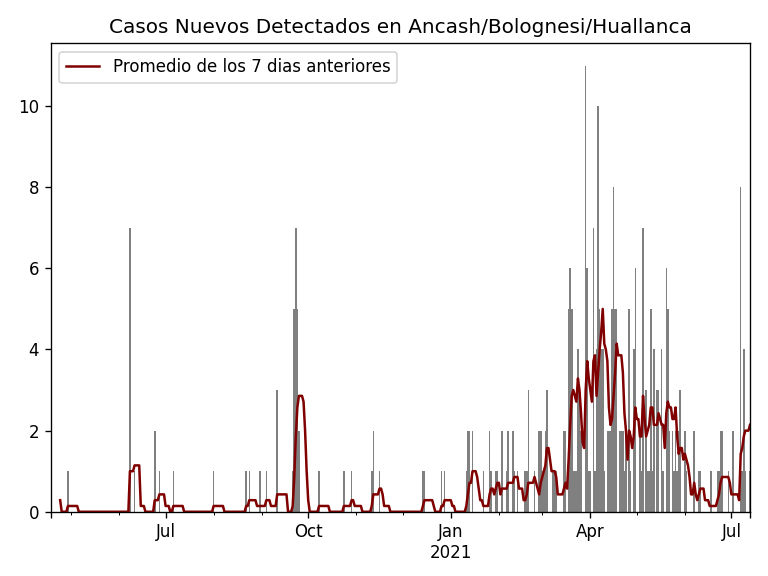 Casos Nuevos Detectados en Ancash/Bolognesi/Huallanca
Promedio de los 7 dias anteriores
10
8
6
4
2
0
Jul Oct Jan Apr Jul
2021